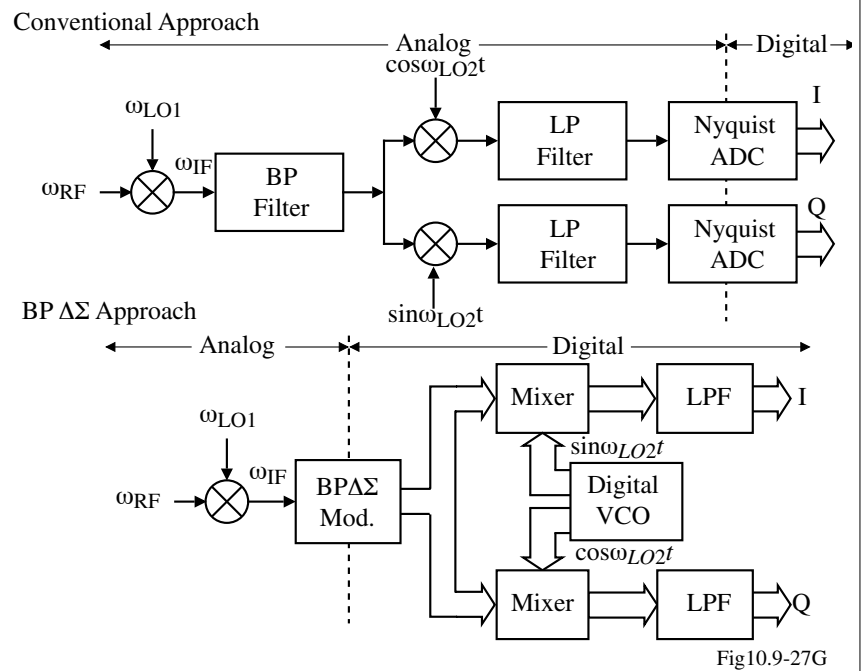 Conventional Approach
Analog
Digital
cosωLO2t
ωLO1
ωRF
ωIF
BP
Filter
LP
Filter
Nyquist
ADC
I
LP
Filter
Nyquist
ADC
Q
sinωLO2t
BP ΔΣ Approach
Analog
Digital
ωLO1
ωRF
ωIF
BPΔΣ
Mod.
Mixer
LPF
I
sinωLO2t
Digital
VCO
cosωLO2t
Mixer
LPF
Q
Fig10.9-27G